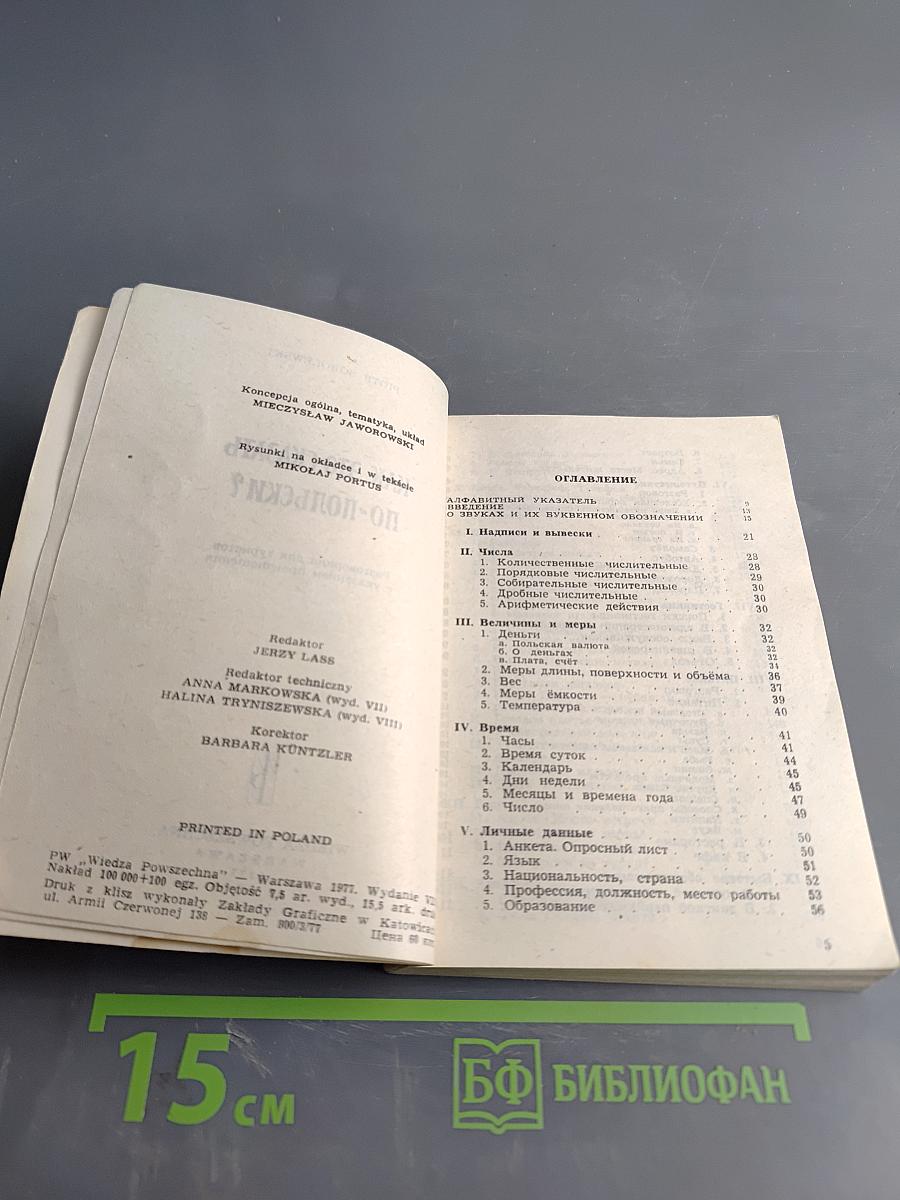 Koncepcja ogólna, tematyka, układ
MIECZYSŁAW JAWOROWSKI
Rysunki na okładce i w tekście
MIKOŁAJ PORTUS
Redaktor
JERZY LASS
Redaktor techniczny
ANNA MARKOWSKA (wyd. VII)
HALINA TRYNISZEWSKA (wyd. VIII)
Korektor
BARBARA KÜNTZLER
PRINTED IN POLAND
PW „Wiedza Powszechna" — Warszawa 1977. Wydanie
Nakład 100 000+100 egz. Objętość 7,5 ar. wyd., 15,5 ark.
Druk z klisz wykonały Zakłady Graficzne w
ul. Armii Czerwonej 138 — Zam. 800/3/77 Цена 60
ОГЛАВЛЕНИЕ
АЛФАВИТНЫЙ УКАЗАТЕЛЬ . . 9
ВВЕДЕНИЕ . . 13
О ЗВУКАХ И ИХ БУКВЕННОМ ОБОЗНАЧЕНИИ . 15
I. Надписи и вывески . . 21
II. Числа . . 28
1. Количественные числительные . . 28
2. Порядковые числительные . . 29
3. Собирательные числительные . . 30
4. Дробные числительные . . 30
5. Арифметические действия . . 30
III. Величины и меры . . 32
1. Деньги . . 32
а. Польская валюта . . 32
б. О деньгах . . 32
в. Плата, счёт . . 34
2. Меры длины, поверхности и объёма . 36
3. Вес . . 37
4. Меры ёмкости . . 39
5. Температура . . 40
IV. Время . . 41
1. Часы . . 41
2. Время суток . . 44
3. Календарь . . 45
4. Дни недели . . 45
5. Месяцы и времена года . . 47
6. Число . . 49
V. Личные данные . . 50
1. Анкета. Опросный лист . . 50
2. Язык . . 51
3. Национальность, страна . . 52
4. Профессия, должность, место работы 53
5. Образование . . 56
5
15 см
БФ БИБЛИОФАН